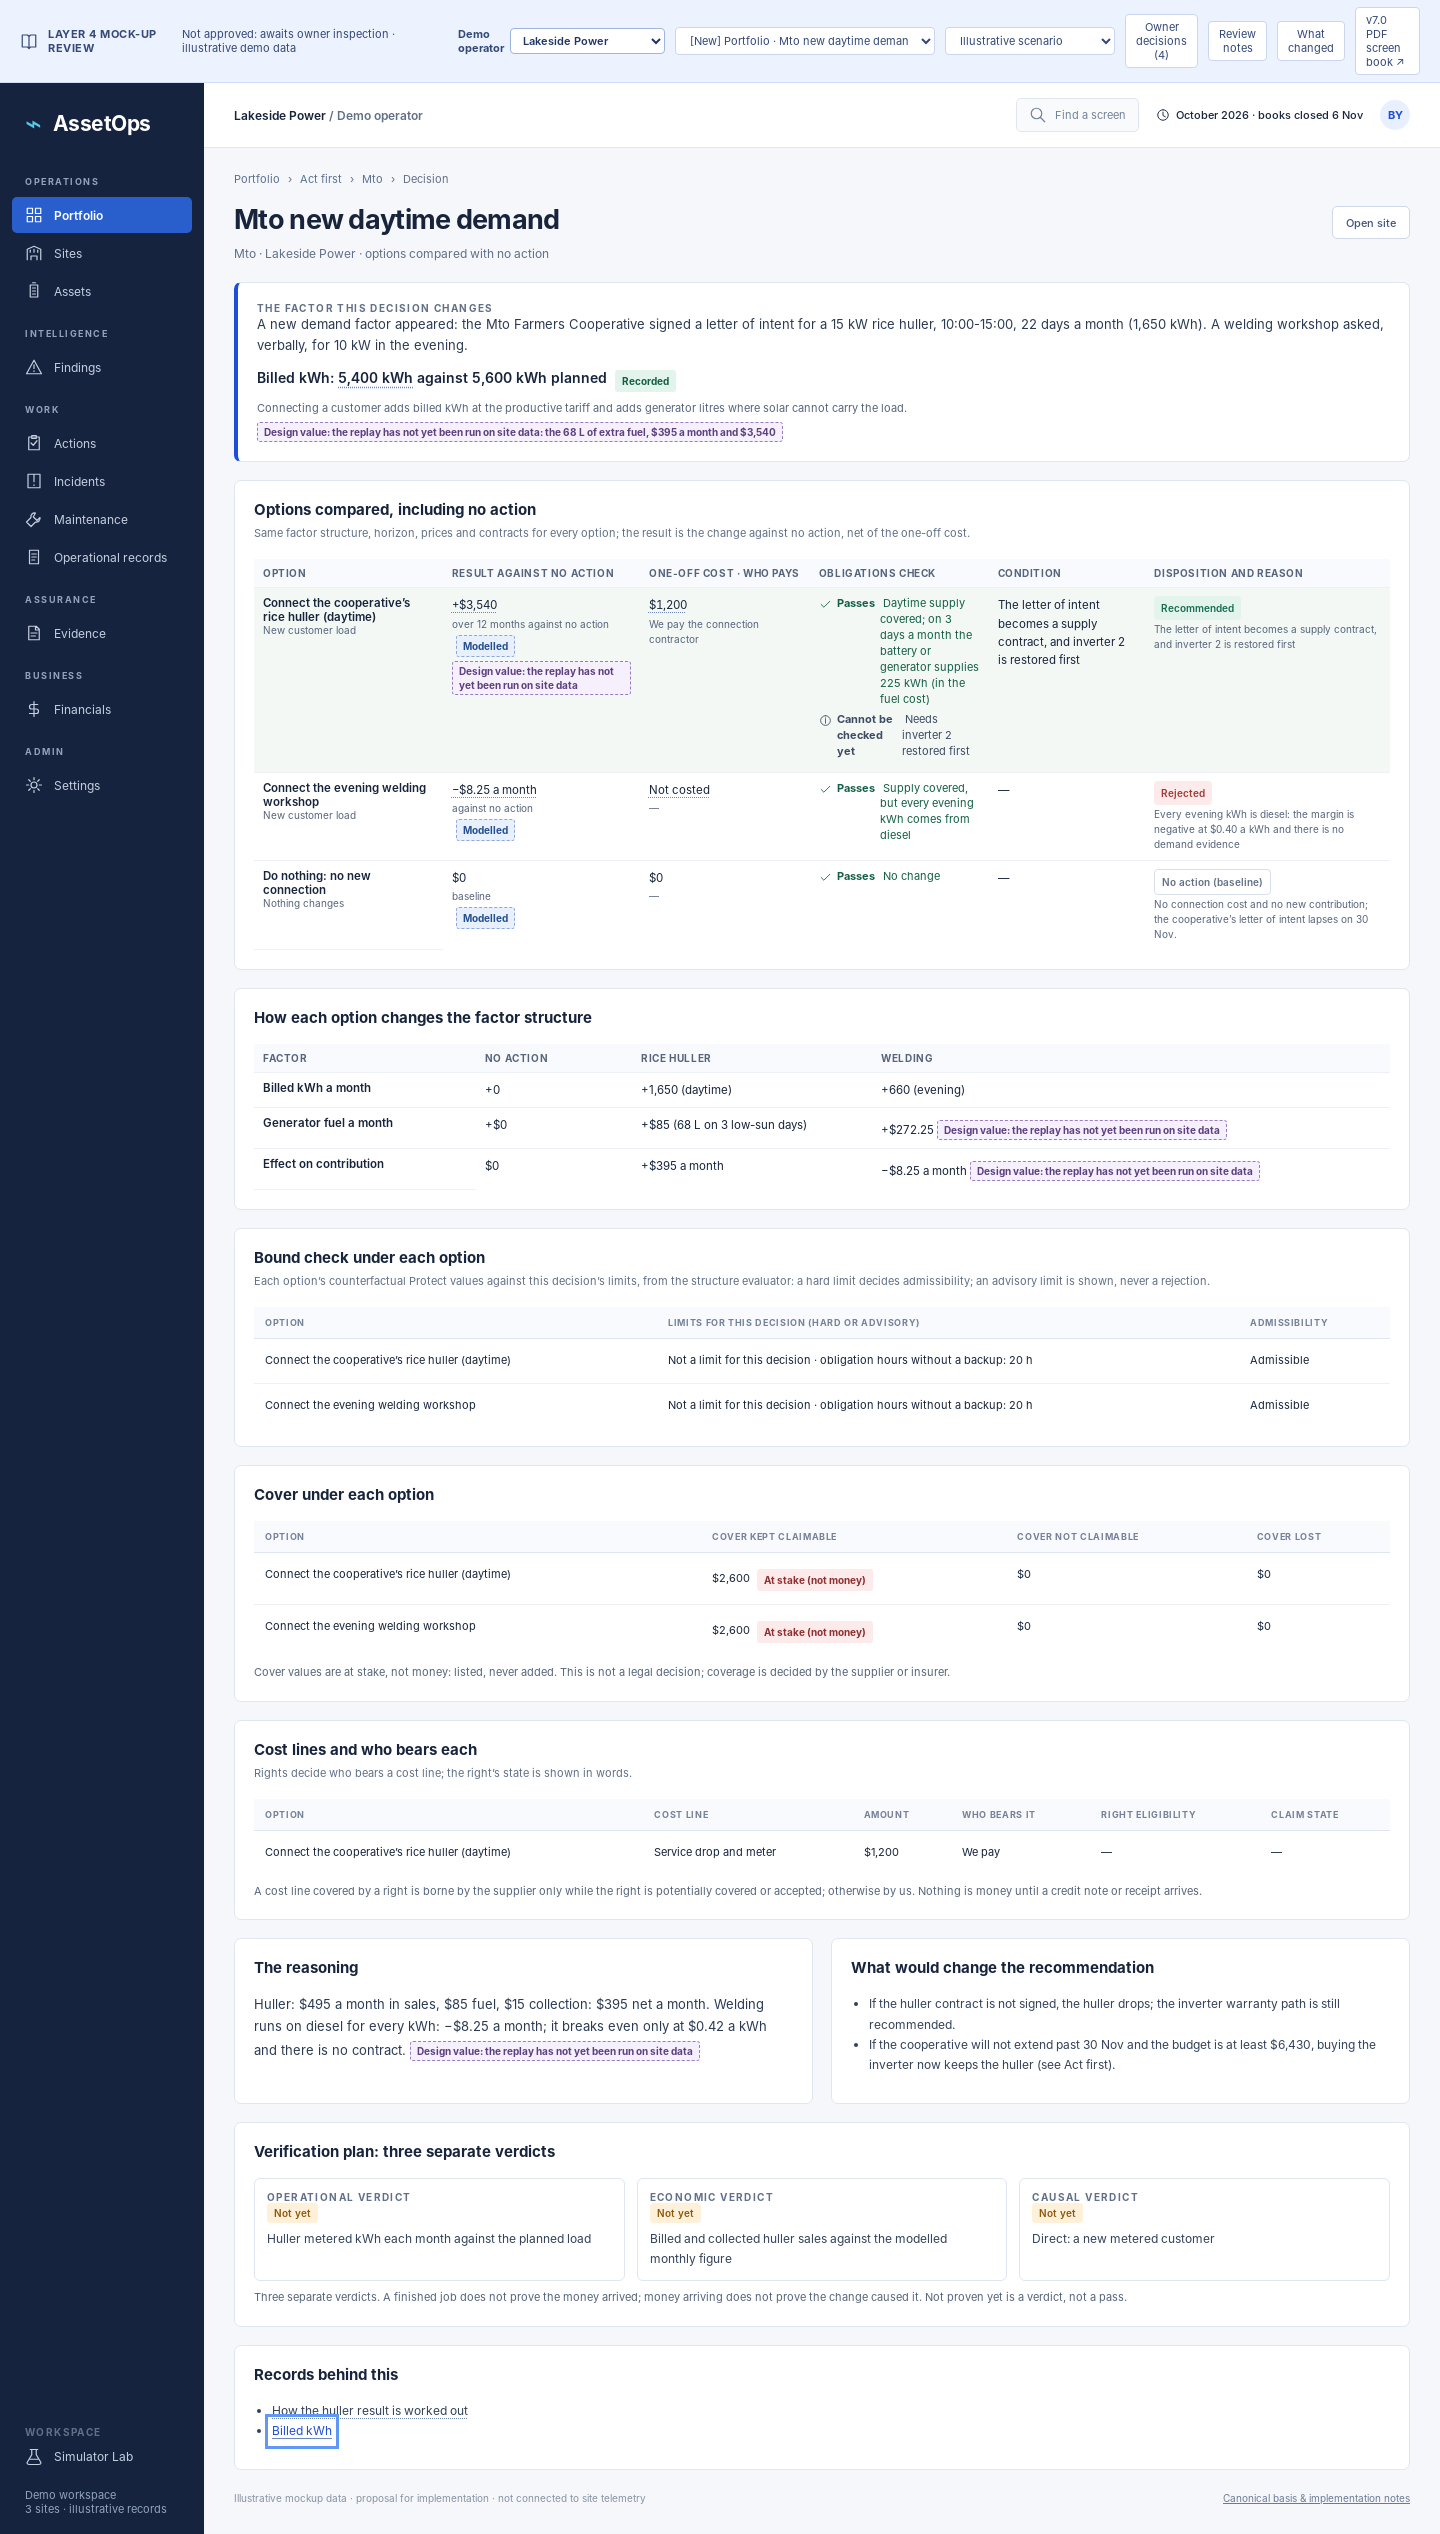 LAYER 4 MOCK-UP
REVIEW
Not approved: awaits owner inspection ·
illustrative demo data
Demo
operator
Lakeside Power
[New] Portfolio · Mto new daytime deman
Illustrative scenario
Owner
decisions
(4)
Review
notes
What
changed
v7.0
PDF
screen
book ↗
AssetOps
OPERATIONS
Portfolio
Sites
Assets
INTELLIGENCE
Findings
WORK
Actions
Incidents
Maintenance
Operational records
ASSURANCE
Evidence
BUSINESS
Financials
ADMIN
Settings
WORKSPACE
Simulator Lab
Demo workspace
3 sites · illustrative records
Lakeside Power / Demo operator
Find a screen
October 2026 · books closed 6 Nov
BY
Portfolio › Act first › Mto › Decision
Mto new daytime demand
Open site
Mto · Lakeside Power · options compared with no action
THE FACTOR THIS DECISION CHANGES
A new demand factor appeared: the Mto Farmers Cooperative signed a letter of intent for a 15 kW rice huller, 10:00-15:00, 22 days a month (1,650 kWh). A welding workshop asked,
verbally, for 10 kW in the evening.
Billed kWh: 5,400 kWh against 5,600 kWh planned Recorded
Connecting a customer adds billed kWh at the productive tariff and adds generator litres where solar cannot carry the load.
Design value: the replay has not yet been run on site data: the 68 L of extra fuel, $395 a month and $3,540
Options compared, including no action
Same factor structure, horizon, prices and contracts for every option; the result is the change against no action, net of the one-off cost.
OPTION RESULT AGAINST NO ACTION ONE-OFF COST · WHO PAYS OBLIGATIONS CHECK CONDITION DISPOSITION AND REASON
Connect the cooperative's
rice huller (daytime)
New customer load
+$3,540
over 12 months against no action
Modelled
Design value: the replay has not
yet been run on site data
$1,200
We pay the connection
contractor
Passes Daytime supply
covered; on 3
days a month the
battery or
generator supplies
225 kWh (in the
fuel cost)
Cannot be
checked
yet
Needs
inverter 2
restored first
The letter of intent
becomes a supply
contract, and inverter 2
is restored first
Recommended
The letter of intent becomes a supply contract,
and inverter 2 is restored first
Connect the evening welding
workshop
New customer load
−$8.25 a month
against no action
Modelled
Not costed
—
Passes Supply covered,
but every evening
kWh comes from
diesel
—
Rejected
Every evening kWh is diesel: the margin is
negative at $0.40 a kWh and there is no
demand evidence
Do nothing: no new
connection
Nothing changes
$0
baseline
Modelled
$0
—
Passes No change
—
No action (baseline)
No connection cost and no new contribution;
the cooperative's letter of intent lapses on 30
Nov.
How each option changes the factor structure
FACTOR NO ACTION RICE HULLER WELDING
Billed kWh a month +0 +1,650 (daytime) +660 (evening)
Generator fuel a month +$0 +$85 (68 L on 3 low-sun days) +$272.25 Design value: the replay has not yet been run on site data
Effect on contribution $0 +$395 a month −$8.25 a month Design value: the replay has not yet been run on site data
Bound check under each option
Each option's counterfactual Protect values against this decision's limits, from the structure evaluator: a hard limit decides admissibility; an advisory limit is shown, never a rejection.
OPTION LIMITS FOR THIS DECISION (HARD OR ADVISORY) ADMISSIBILITY
Connect the cooperative's rice huller (daytime) Not a limit for this decision · obligation hours without a backup: 20 h Admissible
Connect the evening welding workshop Not a limit for this decision · obligation hours without a backup: 20 h Admissible
Cover under each option
OPTION COVER KEPT CLAIMABLE COVER NOT CLAIMABLE COVER LOST
Connect the cooperative's rice huller (daytime) $2,600 At stake (not money) $0 $0
Connect the evening welding workshop $2,600 At stake (not money) $0 $0
Cover values are at stake, not money: listed, never added. This is not a legal decision; coverage is decided by the supplier or insurer.
Cost lines and who bears each
Rights decide who bears a cost line; the right's state is shown in words.
OPTION COST LINE AMOUNT WHO BEARS IT RIGHT ELIGIBILITY CLAIM STATE
Connect the cooperative's rice huller (daytime) Service drop and meter $1,200 We pay — —
A cost line covered by a right is borne by the supplier only while the right is potentially covered or accepted; otherwise by us. Nothing is money until a credit note or receipt arrives.
The reasoning
Huller: $495 a month in sales, $85 fuel, $15 collection: $395 net a month. Welding
runs on diesel for every kWh: −$8.25 a month; it breaks even only at $0.42 a kWh
and there is no contract. Design value: the replay has not yet been run on site data
What would change the recommendation
• If the huller contract is not signed, the huller drops; the inverter warranty path is still
recommended.
• If the cooperative will not extend past 30 Nov and the budget is at least $6,430, buying the
inverter now keeps the huller (see Act first).
Verification plan: three separate verdicts
OPERATIONAL VERDICT
Not yet
Huller metered kWh each month against the planned load
ECONOMIC VERDICT
Not yet
Billed and collected huller sales against the modelled
monthly figure
CAUSAL VERDICT
Not yet
Direct: a new metered customer
Three separate verdicts. A finished job does not prove the money arrived; money arriving does not prove the change caused it. Not proven yet is a verdict, not a pass.
Records behind this
• How the huller result is worked out
• Billed kWh
Illustrative mockup data · proposal for implementation · not connected to site telemetry
Canonical basis & implementation notes